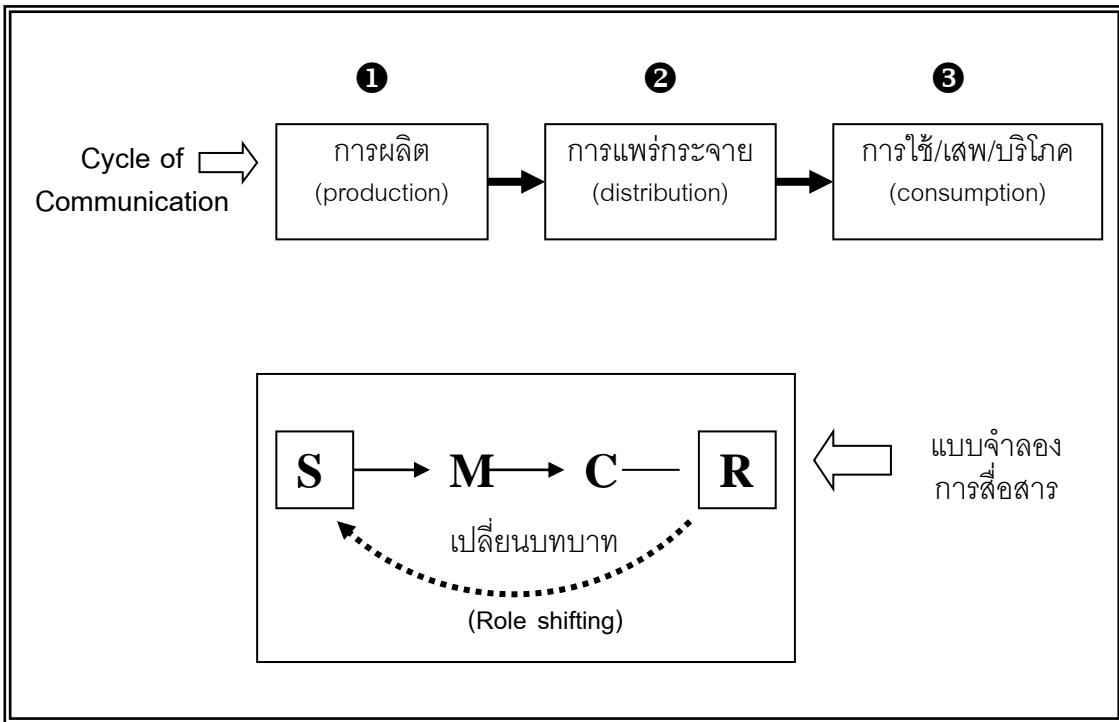 ❶ ❷ ❸
Cycle of
Communication
การผลิต
(production)
การแพร่กระจาย
(distribution)
การใช้/เสพ/บริโภค
(consumption)
S M C R
เปลี่ยนบทบาท
(Role shifting)
แบบจำลอง
การสื่อสาร